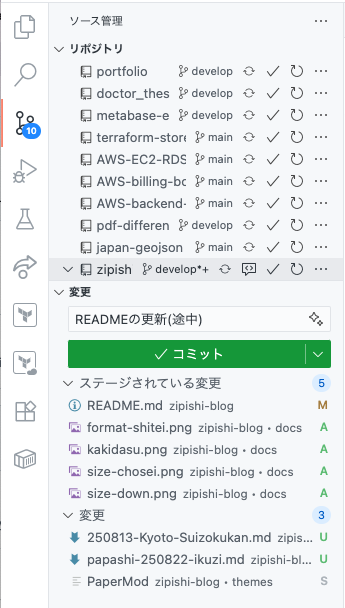 ソース管理
リポジトリ
portfolio develop
doctor_thes develop
metabase-e develop
terraform-store main
AWS-EC2-RDS main
AWS-billing-bo main
AWS-backend- main
pdf-differen main
japan-geojson main
zipish develop*+
10
変更
READMEの更新(途中)
コミット
ステージされている変更 5
README.md zipishi-blog M
format-shitei.png zipishi-blog • docs A
kakidasu.png zipishi-blog • docs A
size-chosei.png zipishi-blog • docs A
size-down.png zipishi-blog • docs A
変更 3
250813-Kyoto-Suizokukan.md zipis... U
papashi-250822-ikuzi.md zipishi-bl... U
PaperMod zipishi-blog • themes S